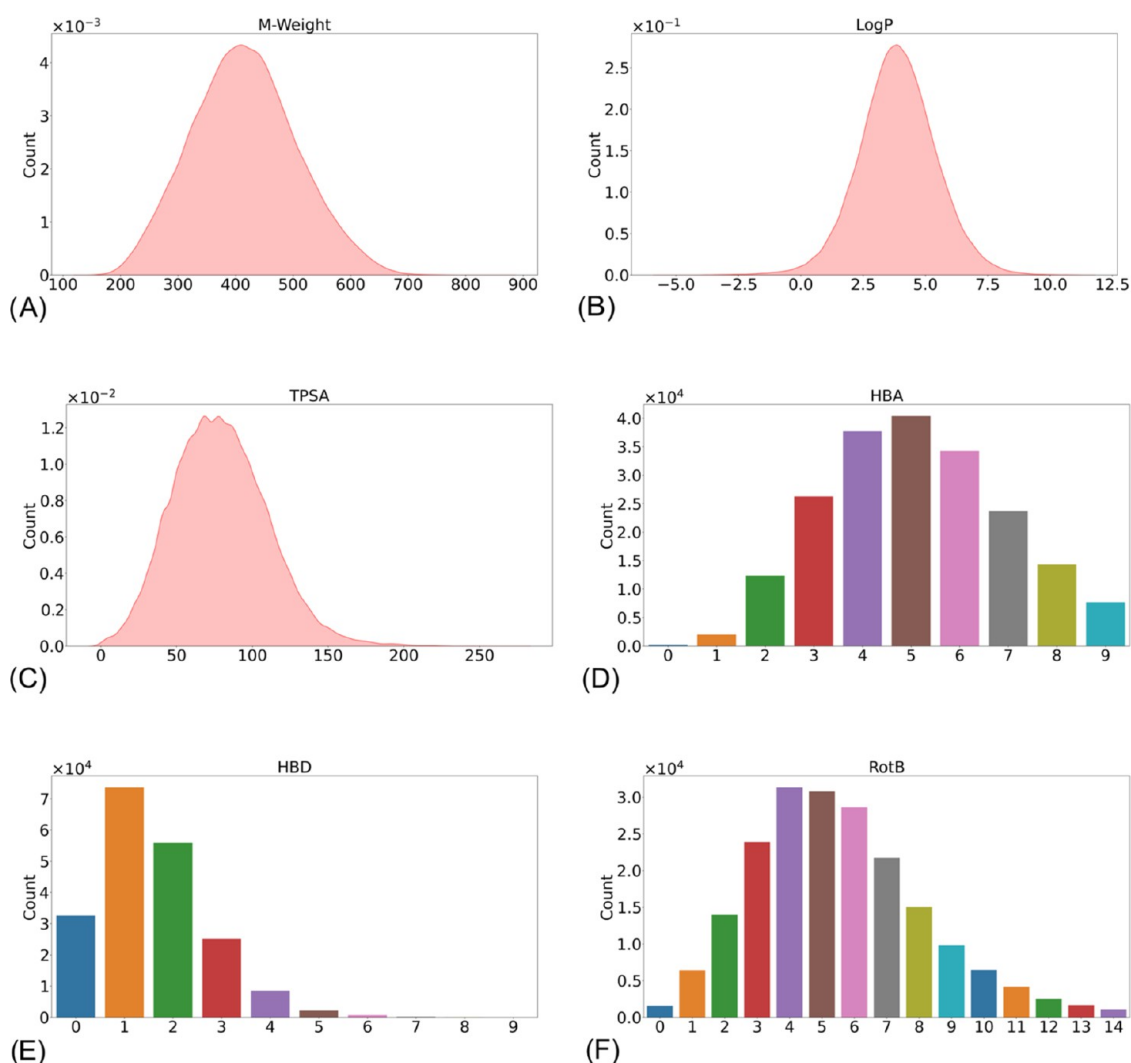 M-Weight
×10⁻³
Count
4
3
2
1
0
100 200 300 400 500 600 700 800 900
(A)
LogP
×10⁻¹
Count
2.5
2.0
1.5
1.0
0.5
0.0
−5.0 −2.5 0.0 2.5 5.0 7.5 10.0 12.5
(B)
TPSA
×10⁻²
Count
1.2
1.0
0.8
0.6
0.4
0.2
0.0
0 50 100 150 200 250
(C)
HBA
×10⁴
Count
4.0
3.5
3.0
2.5
2.0
1.5
1.0
0.5
0.0
0 1 2 3 4 5 6 7 8 9
(D)
HBD
×10⁴
Count
7
6
5
4
3
2
1
0
0 1 2 3 4 5 6 7 8 9
(E)
RotB
×10⁴
Count
3.0
2.5
2.0
1.5
1.0
0.5
0.0
0 1 2 3 4 5 6 7 8 9 10 11 12 13 14
(F)